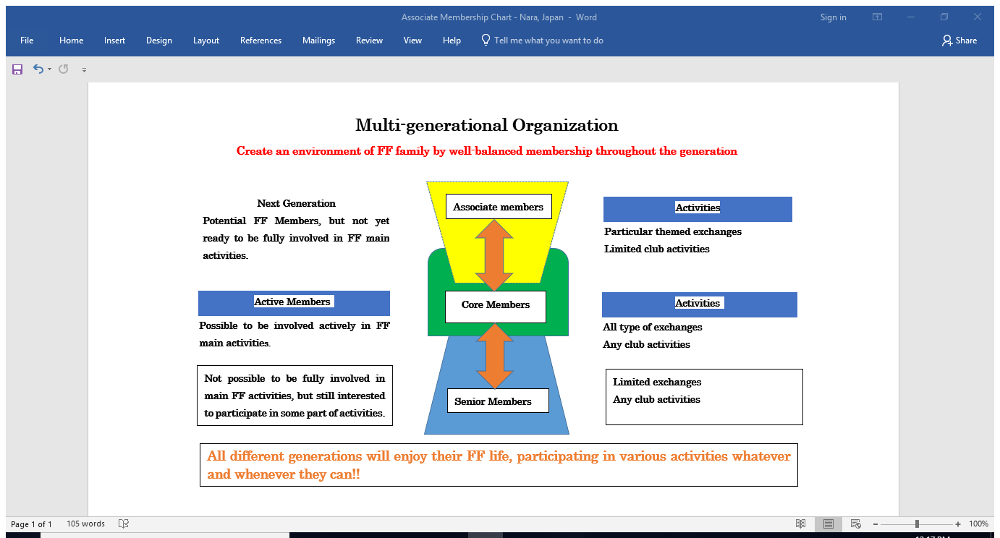 Associate Membership Chart - Nara, Japan - Word
Sign in
File Home Insert Design Layout References Mailings Review View Help Tell me what you want to do
Share
Multi-generational Organization
Create an environment of FF family by well-balanced membership throughout the generation
Next Generation
Potential FF Members, but not yet
ready to be fully involved in FF main
activities.
Associate members
Activities
Particular themed exchanges
Limited club activities
Active Members
Possible to be involved actively in FF
main activities.
Core Members
Activities
All type of exchanges
Any club activities
Not possible to be fully involved in
main FF activities, but still interested
to participate in some part of activities.
Senior Members
Limited exchanges
Any club activities
All different generations will enjoy their FF life, participating in various activities whatever
and whenever they can!!
Page 1 of 1 105 words
100%